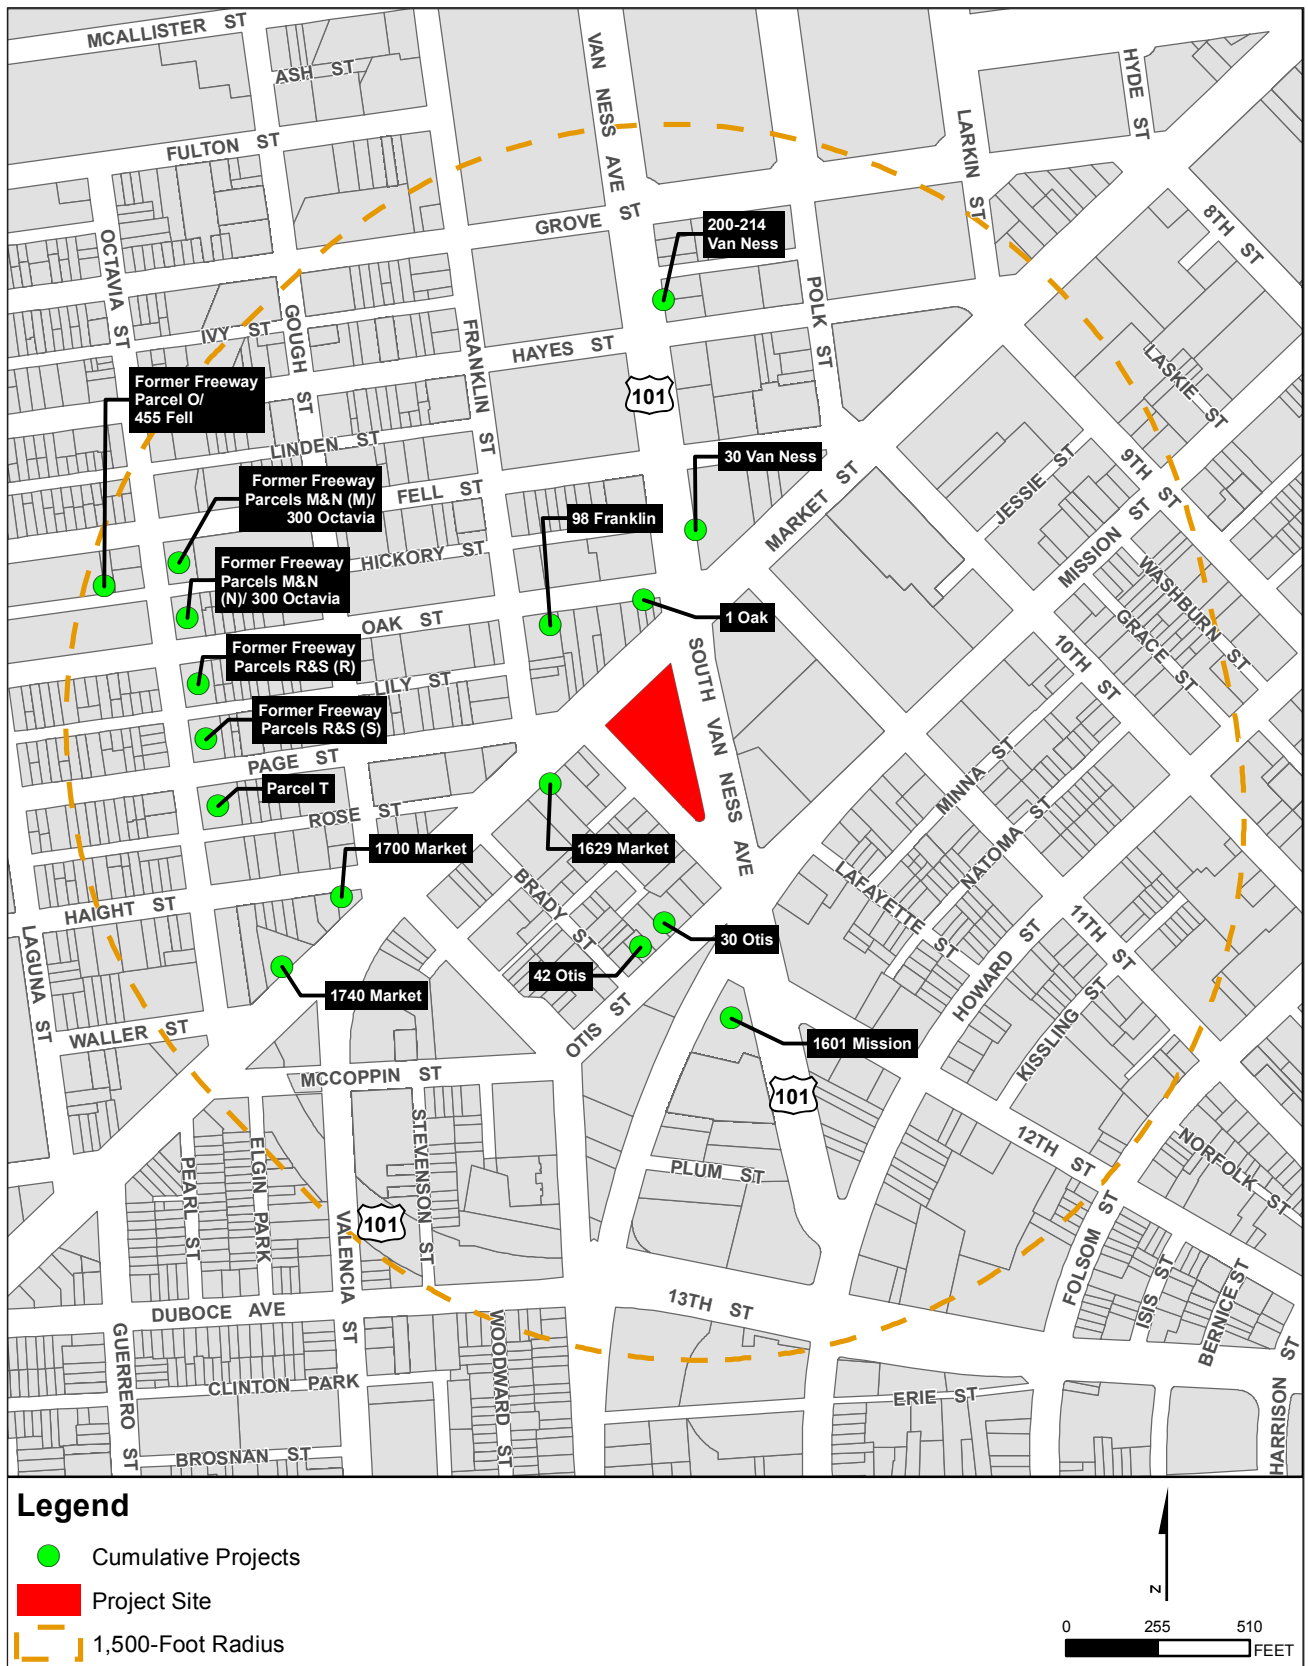 MCALLISTER ST
ASH ST
VAN NESS AVE
HYDE ST
LARKIN ST
FULTON ST
GROVE ST
8TH ST
200-214
Van Ness
OCTAVIA ST
GOUGH ST
IVY ST
FRANKLIN ST
HAYES ST
POLK ST
LASKIE ST
Former Freeway
Parcel O/
455 Fell
101
LINDEN ST
30 Van Ness
9TH ST
MARKET ST
JESSIE ST
Former Freeway
Parcels M&N (M)/
300 Octavia
FELL ST
98 Franklin
MISSION ST
HICKORY ST
Former Freeway
Parcels M&N
(N)/ 300 Octavia
WASHBURN ST
GRACE ST
OAK ST
1 Oak
10TH ST
Former Freeway
Parcels R&S (R)
LILY ST
SOUTH VAN NESS AVE
Former Freeway
Parcels R&S (S)
PAGE ST
Parcel T
ROSE ST
MINNA ST
NATOMA ST
1700 Market
1629 Market
BRADY ST
LAFAYETTE ST
HAIGHT ST
LAGUNA ST
30 Otis
42 Otis
11TH ST
HOWARD ST
1740 Market
OTIS ST
KISSLING ST
WALLER ST
1601 Mission
MCCOPPIN ST
101
STEVENSON ST
12TH ST
NORFOLK ST
PEARL ST
ELGIN PARK
PLUM ST
101
VALENCIA ST
FOLSOM ST
ISIS ST
BERNICE ST
DUBOCE AVE
13TH ST
GUERRERO ST
WOODWARD ST
CLINTON PARK
ERIE ST
HARRISON ST
BROSNAN ST
Legend
Cumulative Projects
Project Site
1,500-Foot Radius
Z
0 255 510
FEET